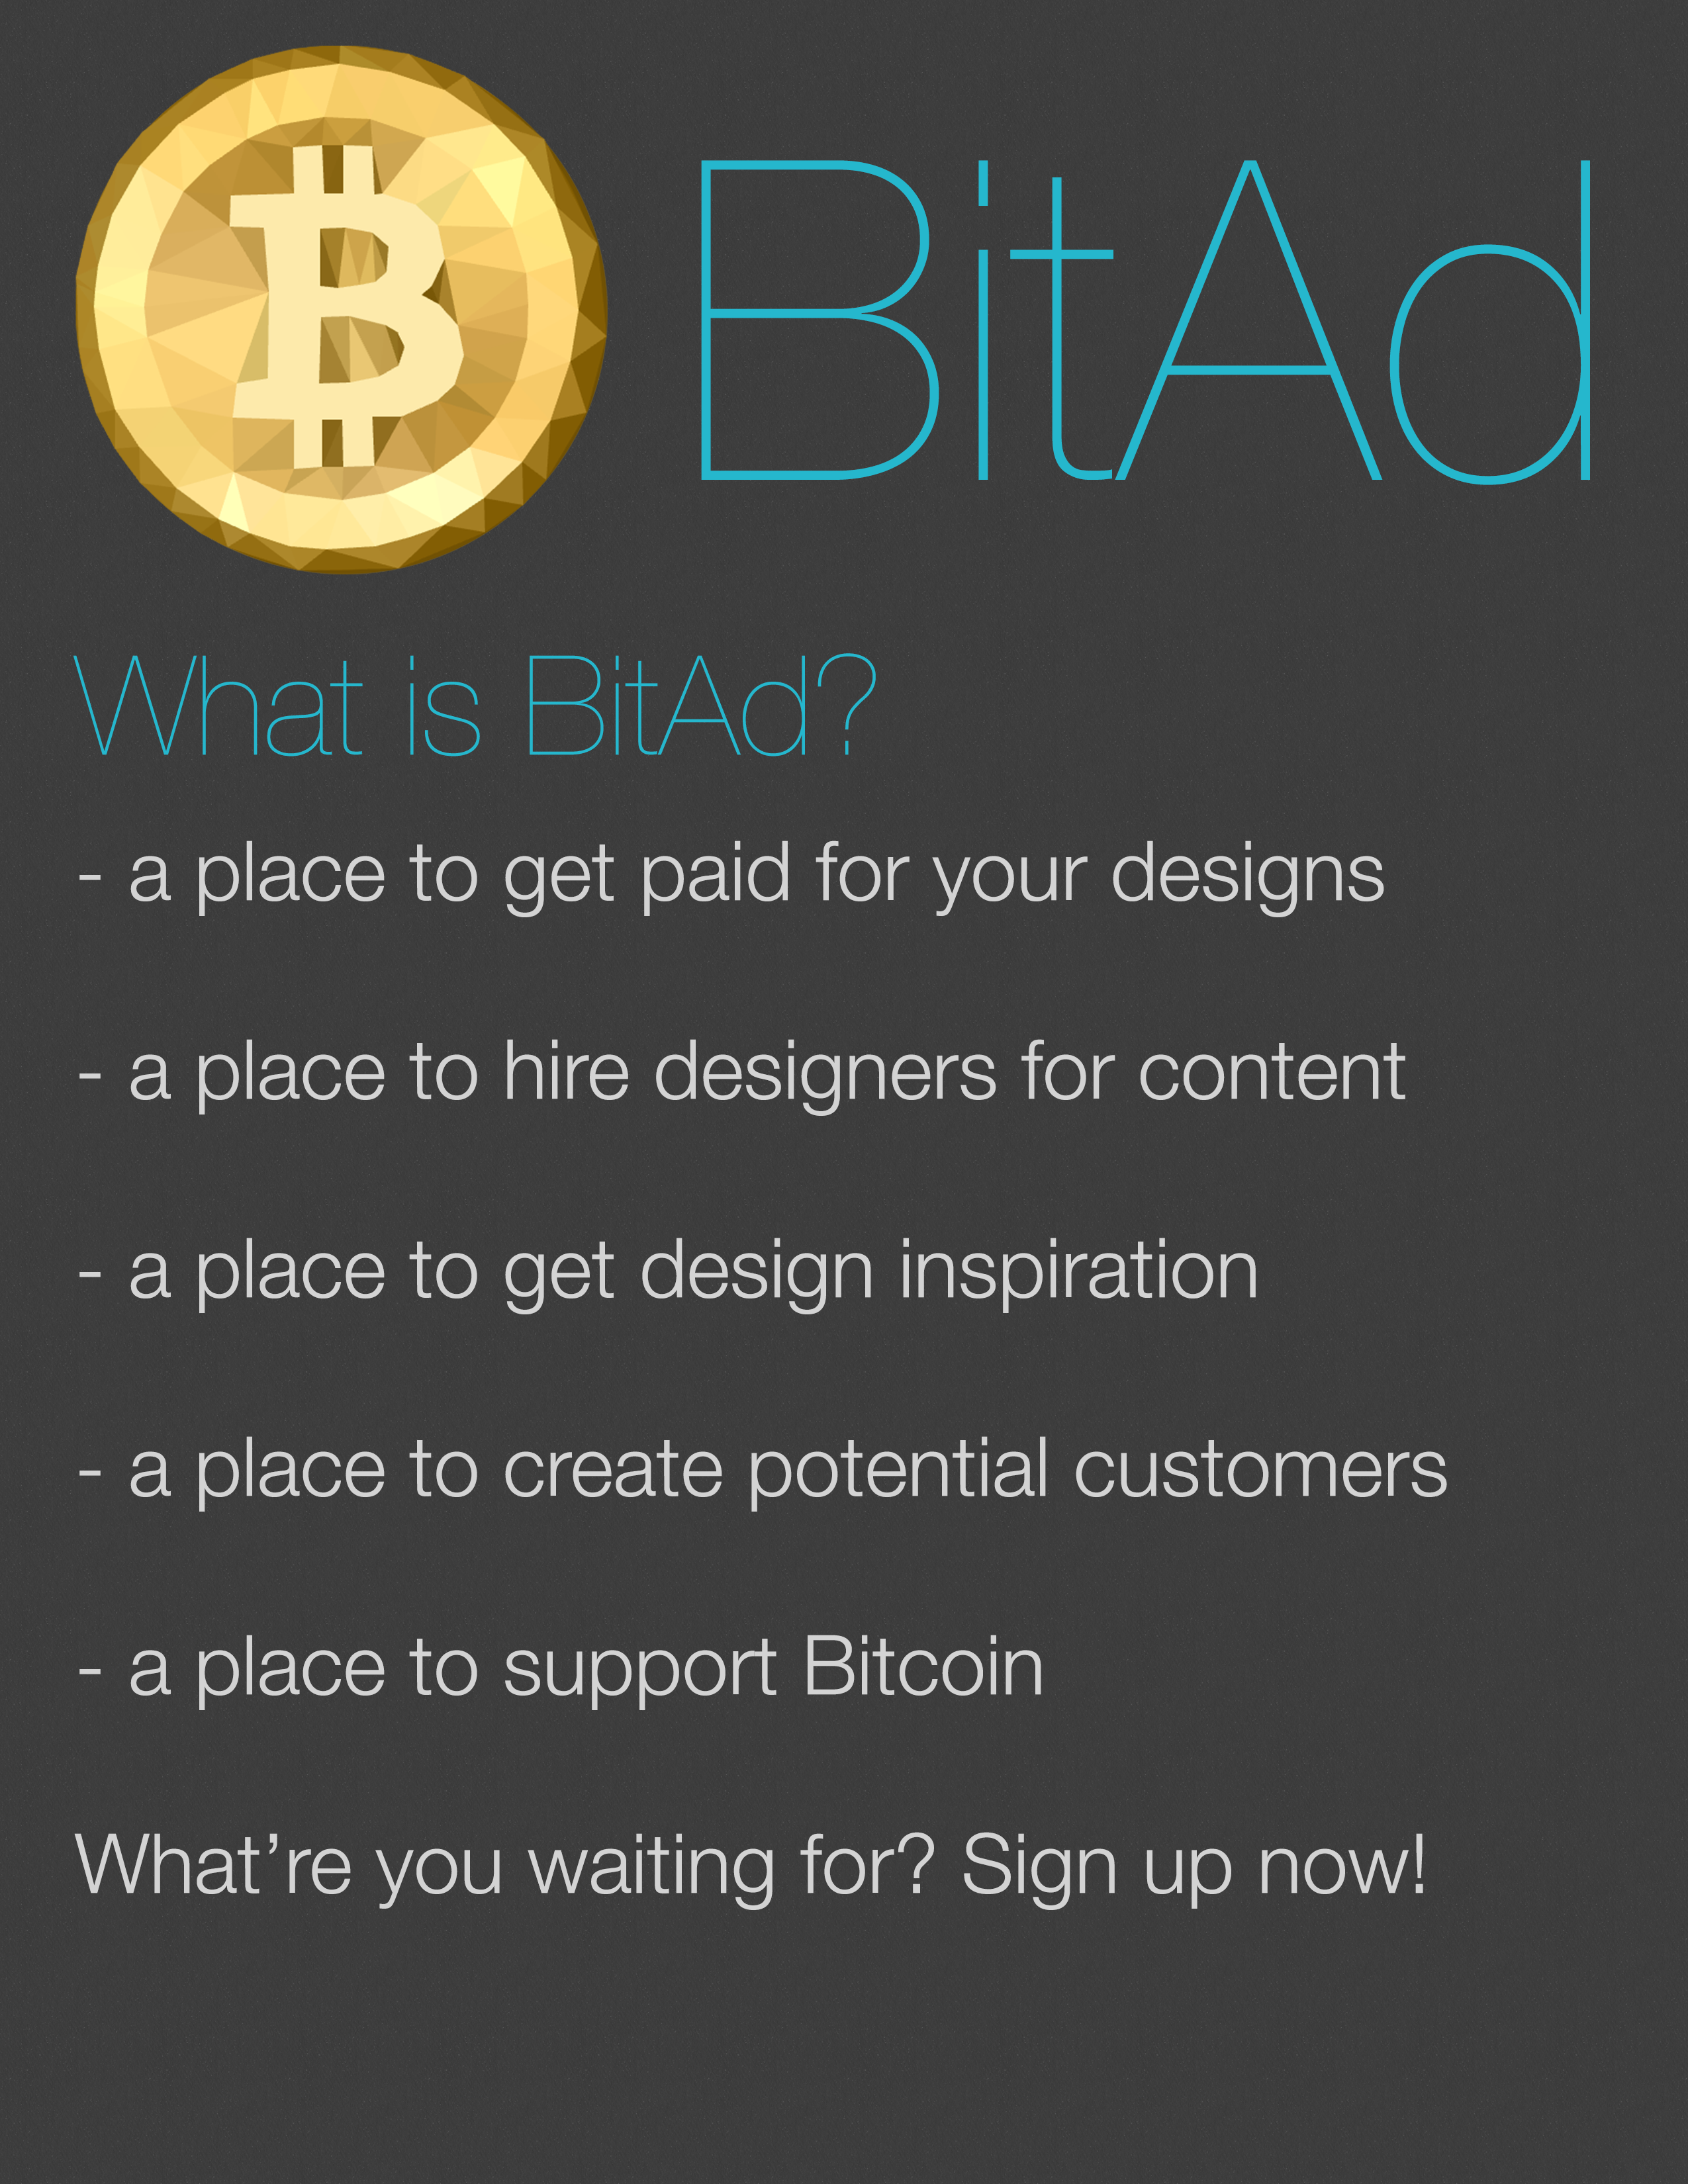 BitAd
What is BitAd?
- a place to get paid for your designs
- a place to hire designers for content
- a place to get design inspiration
- a place to create potential customers
- a place to support Bitcoin
What’re you waiting for? Sign up now!